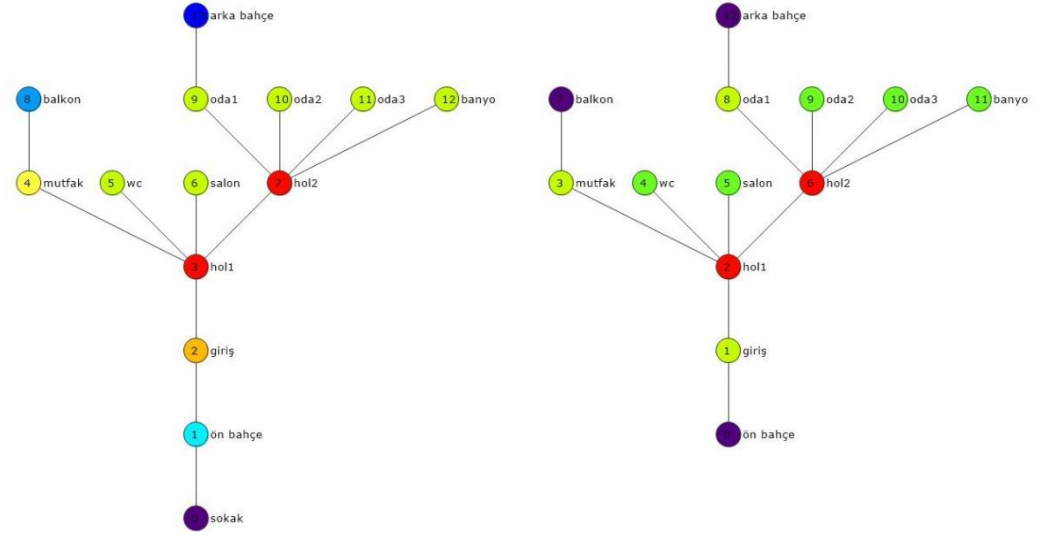 arka bahçe
8 balkon
9 oda1 10 oda2 11 oda3 12 banyo
4 mutfak 5 wc 6 salon 7 hol2
3 hol1
2 giriş
1 ön bahçe
sokak
arka bahçe
balkon
8 oda1 9 oda2 10 oda3 11 banyo
3 mutfak 4 wc 5 salon 6 hol2
2 hol1
1 giriş
ön bahçe